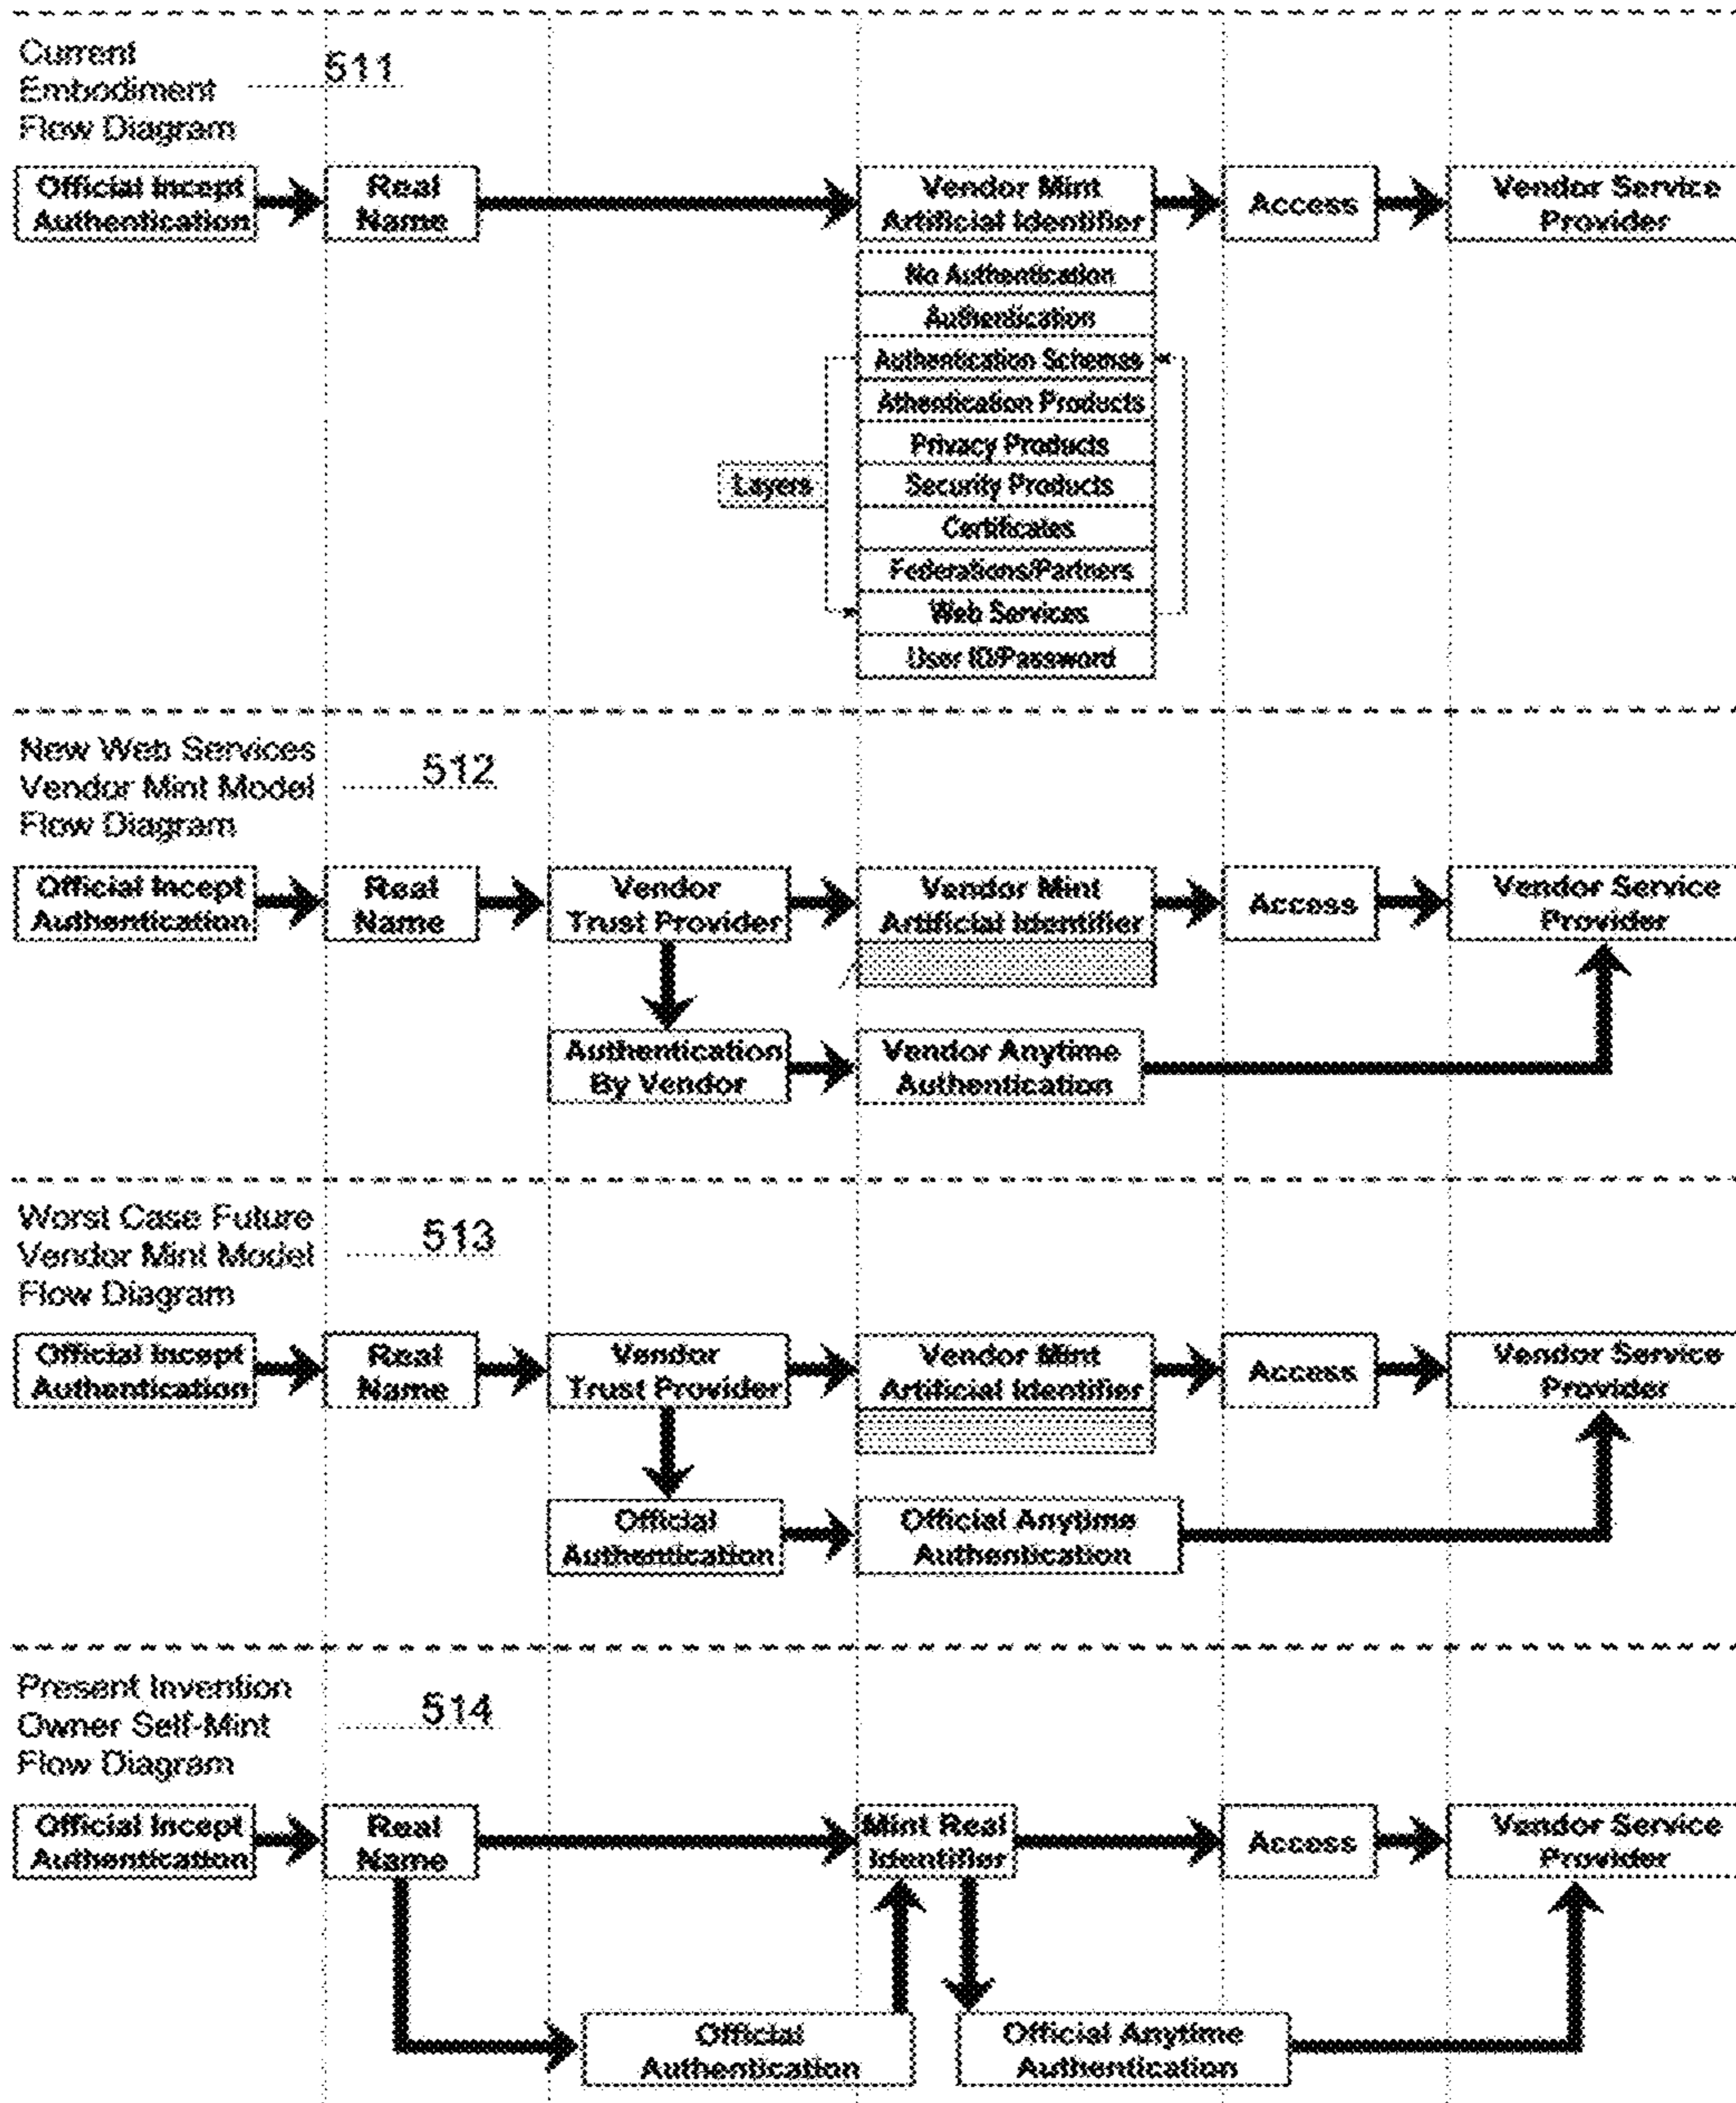 Current
Embodiment
Flow Diagram
511
Official Incept
Authentication
Real
Name
Vendor Mint
Artificial Identifier
Access
Vendor Service
Provider
No Authentication
Authentication
Authentication Schemas
Athentication Products
Privacy Products
Layers
Security Products
Certificates
Federations/Partners
Web Services
User ID/Password
New Web Services
Vendor Mint Model
Flow Diagram
512
Official Incept
Authentication
Real
Name
Vendor
Trust Provider
Vendor Mint
Artificial Identifier
Access
Vendor Service
Provider
Authentication
By Vendor
Vendor Anytime
Authentication
Worst Case Future
Vendor Mint Model
Flow Diagram
513
Official Incept
Authentication
Real
Name
Vendor
Trust Provider
Vendor Mint
Artificial Identifier
Access
Vendor Service
Provider
Official
Authentication
Official Anytime
Authentication
Present Invention
Owner Self-Mint
Flow Diagram
514
Official Incept
Authentication
Real
Name
Mint Real
Identifier
Access
Vendor Service
Provider
Official
Authentication
Official Anytime
Authentication